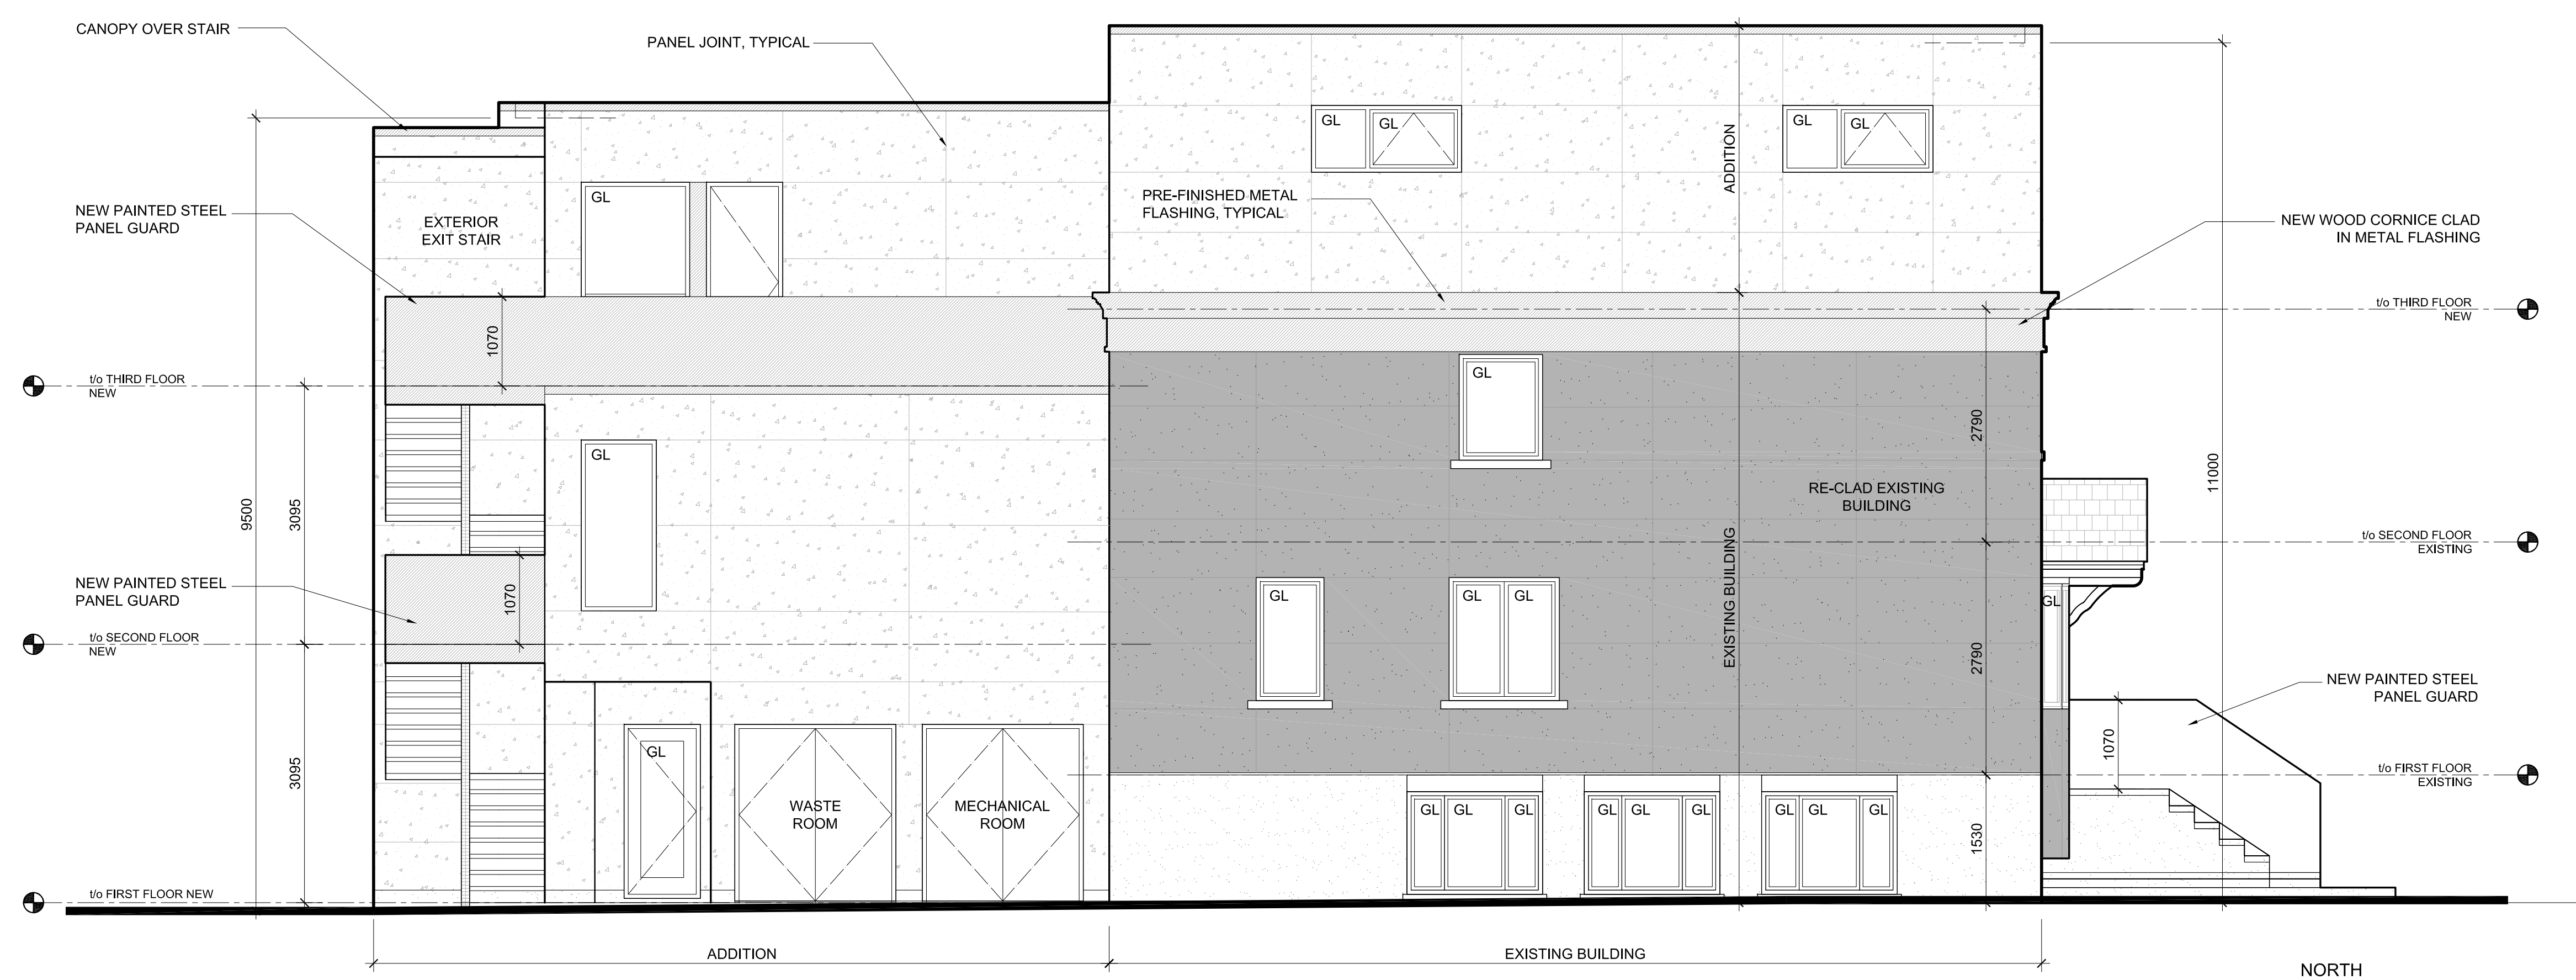 CANOPY OVER STAIR
PANEL JOINT, TYPICAL
GL
GL
GL
GL
ADDITION
GL
PRE-FINISHED METAL
FLASHING, TYPICAL
NEW PAINTED STEEL
PANEL GUARD
EXTERIOR
EXIT STAIR
NEW WOOD CORNICE CLAD
IN METAL FLASHING
t/o THIRD FLOOR
NEW
1070
t/o THIRD FLOOR
NEW
GL
2790
GL
9500
3095
11000
RE-CLAD EXISTING
BUILDING
t/o SECOND FLOOR
EXISTING
NEW PAINTED STEEL
PANEL GUARD
1070
GL
GL
GL
GL
EXISTING BUILDING
t/o SECOND FLOOR
NEW
2790
NEW PAINTED STEEL
PANEL GUARD
1070
GL
3095
t/o FIRST FLOOR
EXISTING
WASTE
ROOM
MECHANICAL
ROOM
GL
GL
GL
GL
GL
GL
GL
GL
GL
1530
t/o FIRST FLOOR NEW
ADDITION
EXISTING BUILDING
NORTH